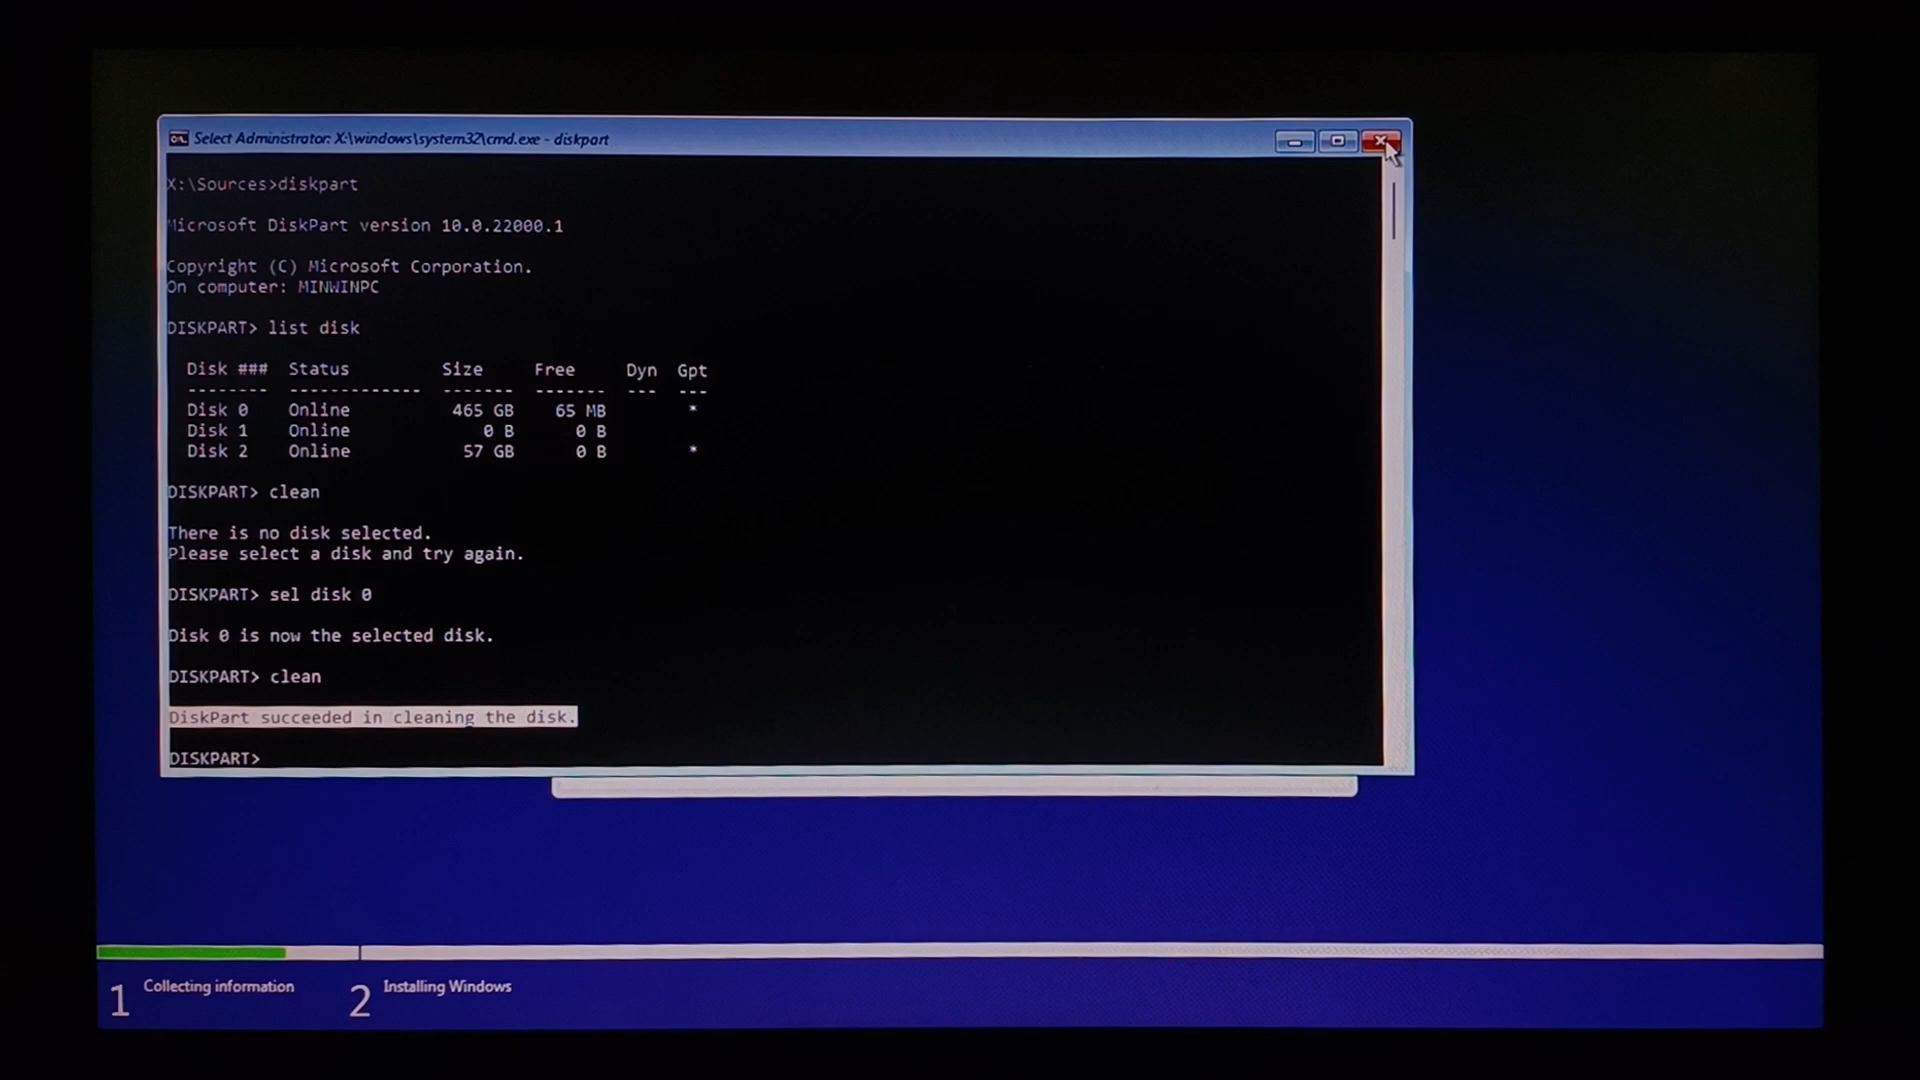 Select Administrator: X:\windows\system32\cmd.exe - diskpart
X:\Sources>diskpart
Microsoft DiskPart version 10.0.22000.1
Copyright (C) Microsoft Corporation.
On computer: MINWINPC
DISKPART> list disk
Disk ### Status Size Free Dyn Gpt
-------- ------------- ------- ------- --- ---
Disk 0 Online 465 GB 65 MB *
Disk 1 Online 0 B 0 B
Disk 2 Online 57 GB 0 B *
DISKPART> clean
There is no disk selected.
Please select a disk and try again.
DISKPART> sel disk 0
Disk 0 is now the selected disk.
DISKPART> clean
DiskPart succeeded in cleaning the disk.
DISKPART>
1 Collecting information 2 Installing Windows